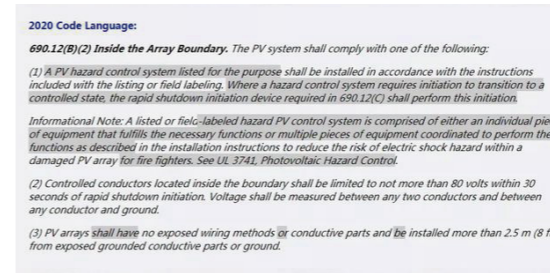 2020 Code Language:
690.12(B)(2) Inside the Array Boundary. The PV system shall comply with one of the following:
(1) A PV hazard control system listed for the purpose shall be installed in accordance with the instructions
included with the listing or field labeling. Where a hazard control system requires initiation to transition to a
controlled state, the rapid shutdown initiation device required in 690.12(C) shall perform this initiation.
Informational Note: A listed or field-labeled hazard PV control system is comprised of either an individual pie
of equipment that fulfills the necessary functions or multiple pieces of equipment coordinated to perform the
functions as described in the installation instructions to reduce the risk of electric shock hazard within a
damaged PV array for fire fighters. See UL 3741, Photovoltaic Hazard Control.
(2) Controlled conductors located inside the boundary shall be limited to not more than 80 volts within 30
seconds of rapid shutdown initiation. Voltage shall be measured between any two conductors and between
any conductor and ground.
(3) PV arrays shall have no exposed wiring methods or conductive parts and be installed more than 2.5 m (8 f
from exposed grounded conductive parts or ground.